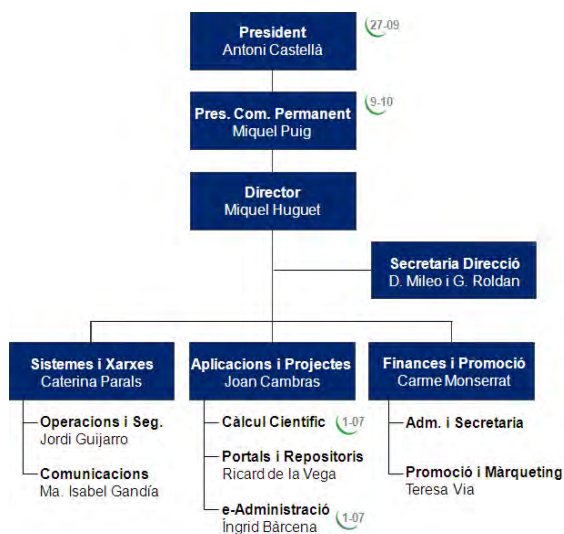 President
Antoni Castellà
27-09
Pres. Com. Permanent
Miquel Puig
9-10
Director
Miquel Huguet
Secretaria Direcció
D. Mileo i G. Roldan
Sistemes i Xarxes
Caterina Parals
Aplicacions i Projectes
Joan Cambras
Finances i Promoció
Carme Monserrat
Operacions i Seg.
Jordi Guijarro
Comunicacions
Ma. Isabel Gandía
Càlcul Científic
1-07
Portals i Repositoris
Ricard de la Vega
e-Administració
Íngrid Bàrcena
1-07
Adm. i Secretaria
Promoció i Màrqueting
Teresa Via